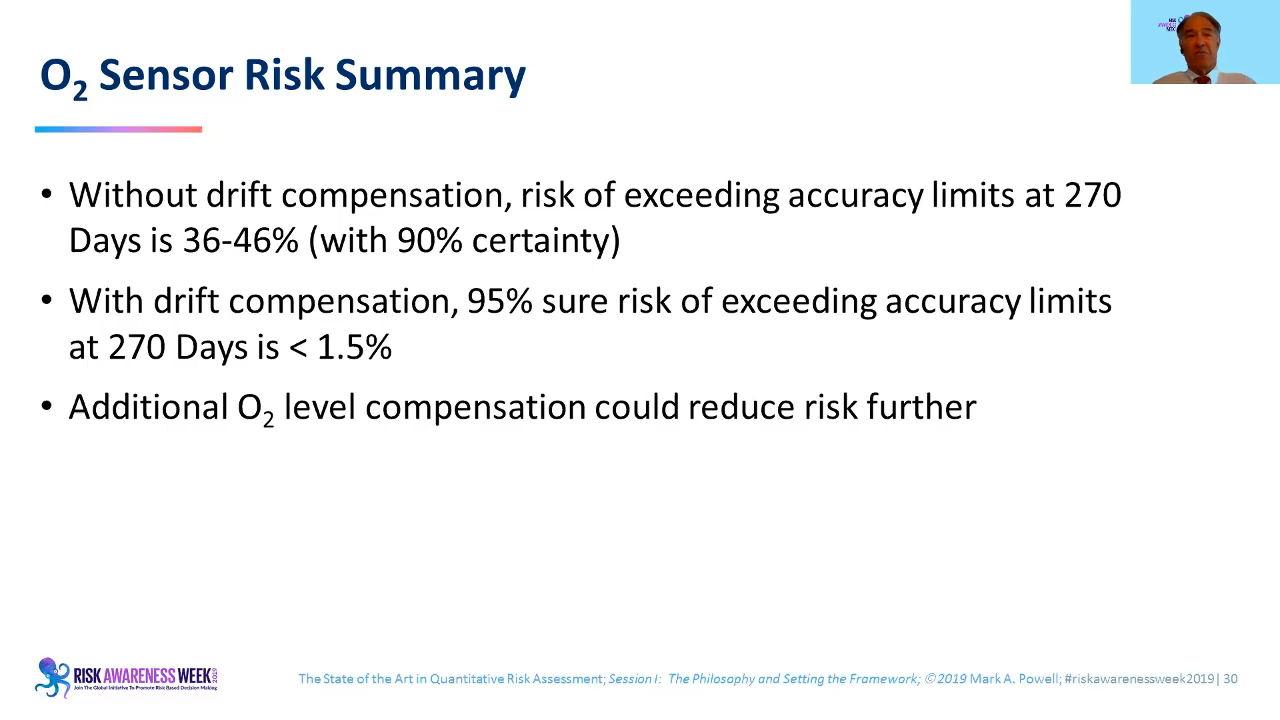 O₂ Sensor Risk Summary
• Without drift compensation, risk of exceeding accuracy limits at 270
Days is 36-46% (with 90% certainty)
• With drift compensation, 95% sure risk of exceeding accuracy limits
at 270 Days is < 1.5%
• Additional O₂ level compensation could reduce risk further
RISK AWARENESS WEEK 2019
Join The Global Initiative To Promote Risk Based Decision Making
The State of the Art in Quantitative Risk Assessment; Session I: The Philosophy and Setting the Framework; ©2019 Mark A. Powell; #riskawarenessweek2019| 30